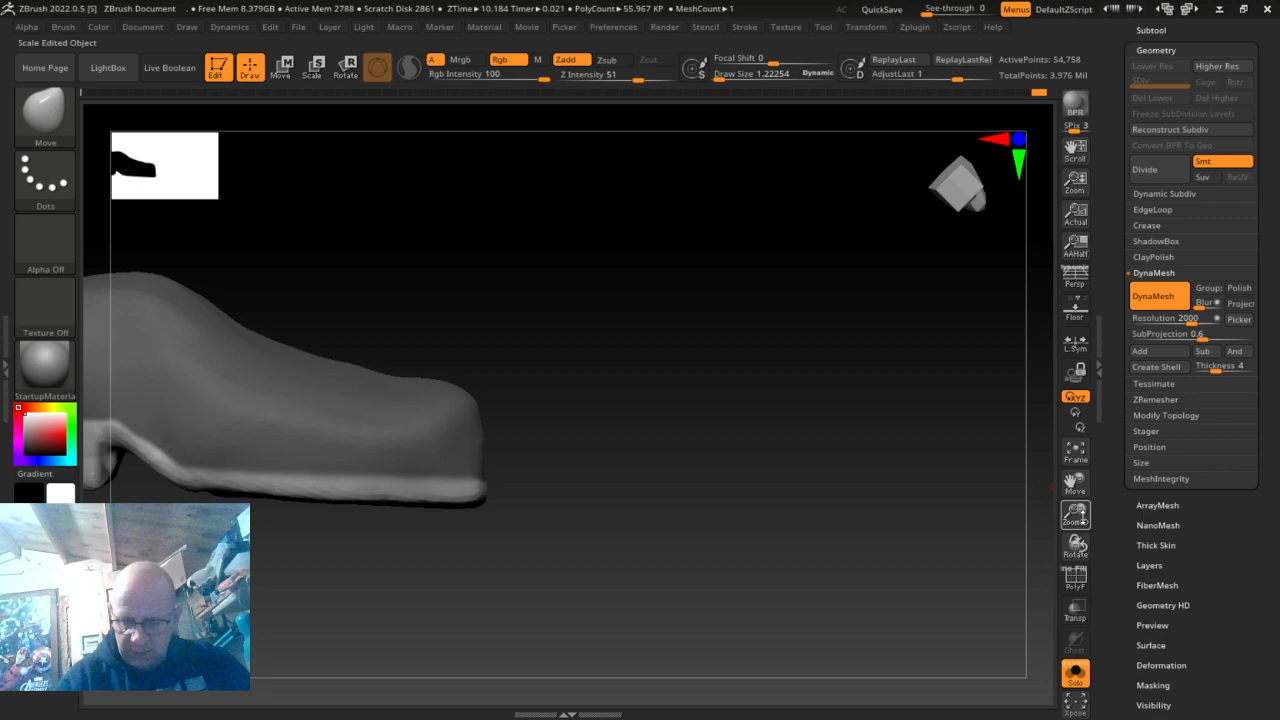 ZBrush 2022.0.5 [S] ZBrush Document . • Free Mem 8.379GB • Active Mem 2788 • Scratch Disk 2861 • ZTime▸10.184 Timer▸0.021 • PolyCount▸55.967 KP • MeshCount▸1 AC QuickSave See-through 0 Menus DefaultZScript
Alpha Brush Color Document Draw Dynamics Edit File Layer Light Macro Marker Material Movie Picker Preferences Render Stencil Stroke Texture Tool Transform Zplugin Zscript Help
Scale Edited Object
Home Page LightBox Live Boolean Edit Draw Move Scale Rotate
A Mrgb Rgb M Zadd Zsub Zcut
Rgb Intensity 100 Z Intensity 51
Focal Shift 0
Draw Size 1.22254 Dynamic
ReplayLast ReplayLastRel
AdjustLast 1
ActivePoints: 54,758
TotalPoints: 3.976 Mil
Move
Dots
Alpha Off
Texture Off
StartupMateria
Gradient
BPR
SPix 3
Scroll
Zoom
Actual
AAHalf
Dynamic
Persp
Floor
L.Sym
XYZ
Frame
Move
Rotate
PolyF
Transp
Ghost
Solo
Xpose
Subtool
Geometry
Lower Res Higher Res
SDiv Cage Rstr
Del Lower Del Higher
Freeze SubDivision Levels
Reconstruct Subdiv
Convert BPR To Geo
Divide Smt
Suv ReUV
Dynamic Subdiv
EdgeLoop
Crease
ShadowBox
ClayPolish
DynaMesh
DynaMesh Groups Polish
Blur Project
Resolution 2000 Picker
SubProjection 0.6
Add Sub And
Create Shell Thickness 4
Tessimate
ZRemesher
Modify Topology
Stager
Position
Size
MeshIntegrity
ArrayMesh
NanoMesh
Thick Skin
Layers
FiberMesh
Geometry HD
Preview
Surface
Deformation
Masking
Visibility